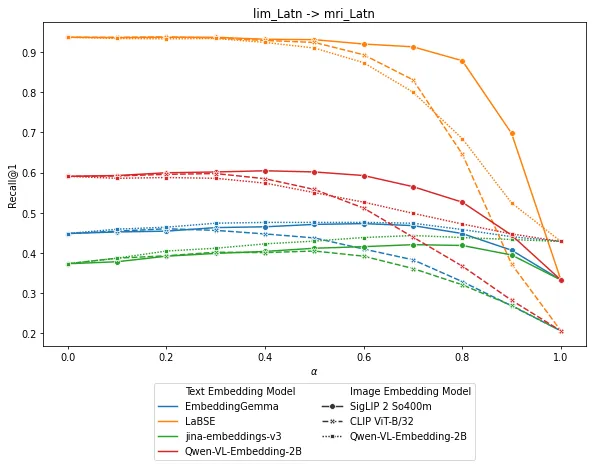 lim_Latn -> mri_Latn
Recall@1
0.9
0.8
0.7
0.6
0.5
0.4
0.3
0.2
0.0 0.2 0.4 0.6 0.8 1.0
α
Text Embedding Model Image Embedding Model
EmbeddingGemma SigLIP 2 So400m
LaBSE CLIP ViT-B/32
jina-embeddings-v3 Qwen-VL-Embedding-2B
Qwen-VL-Embedding-2B